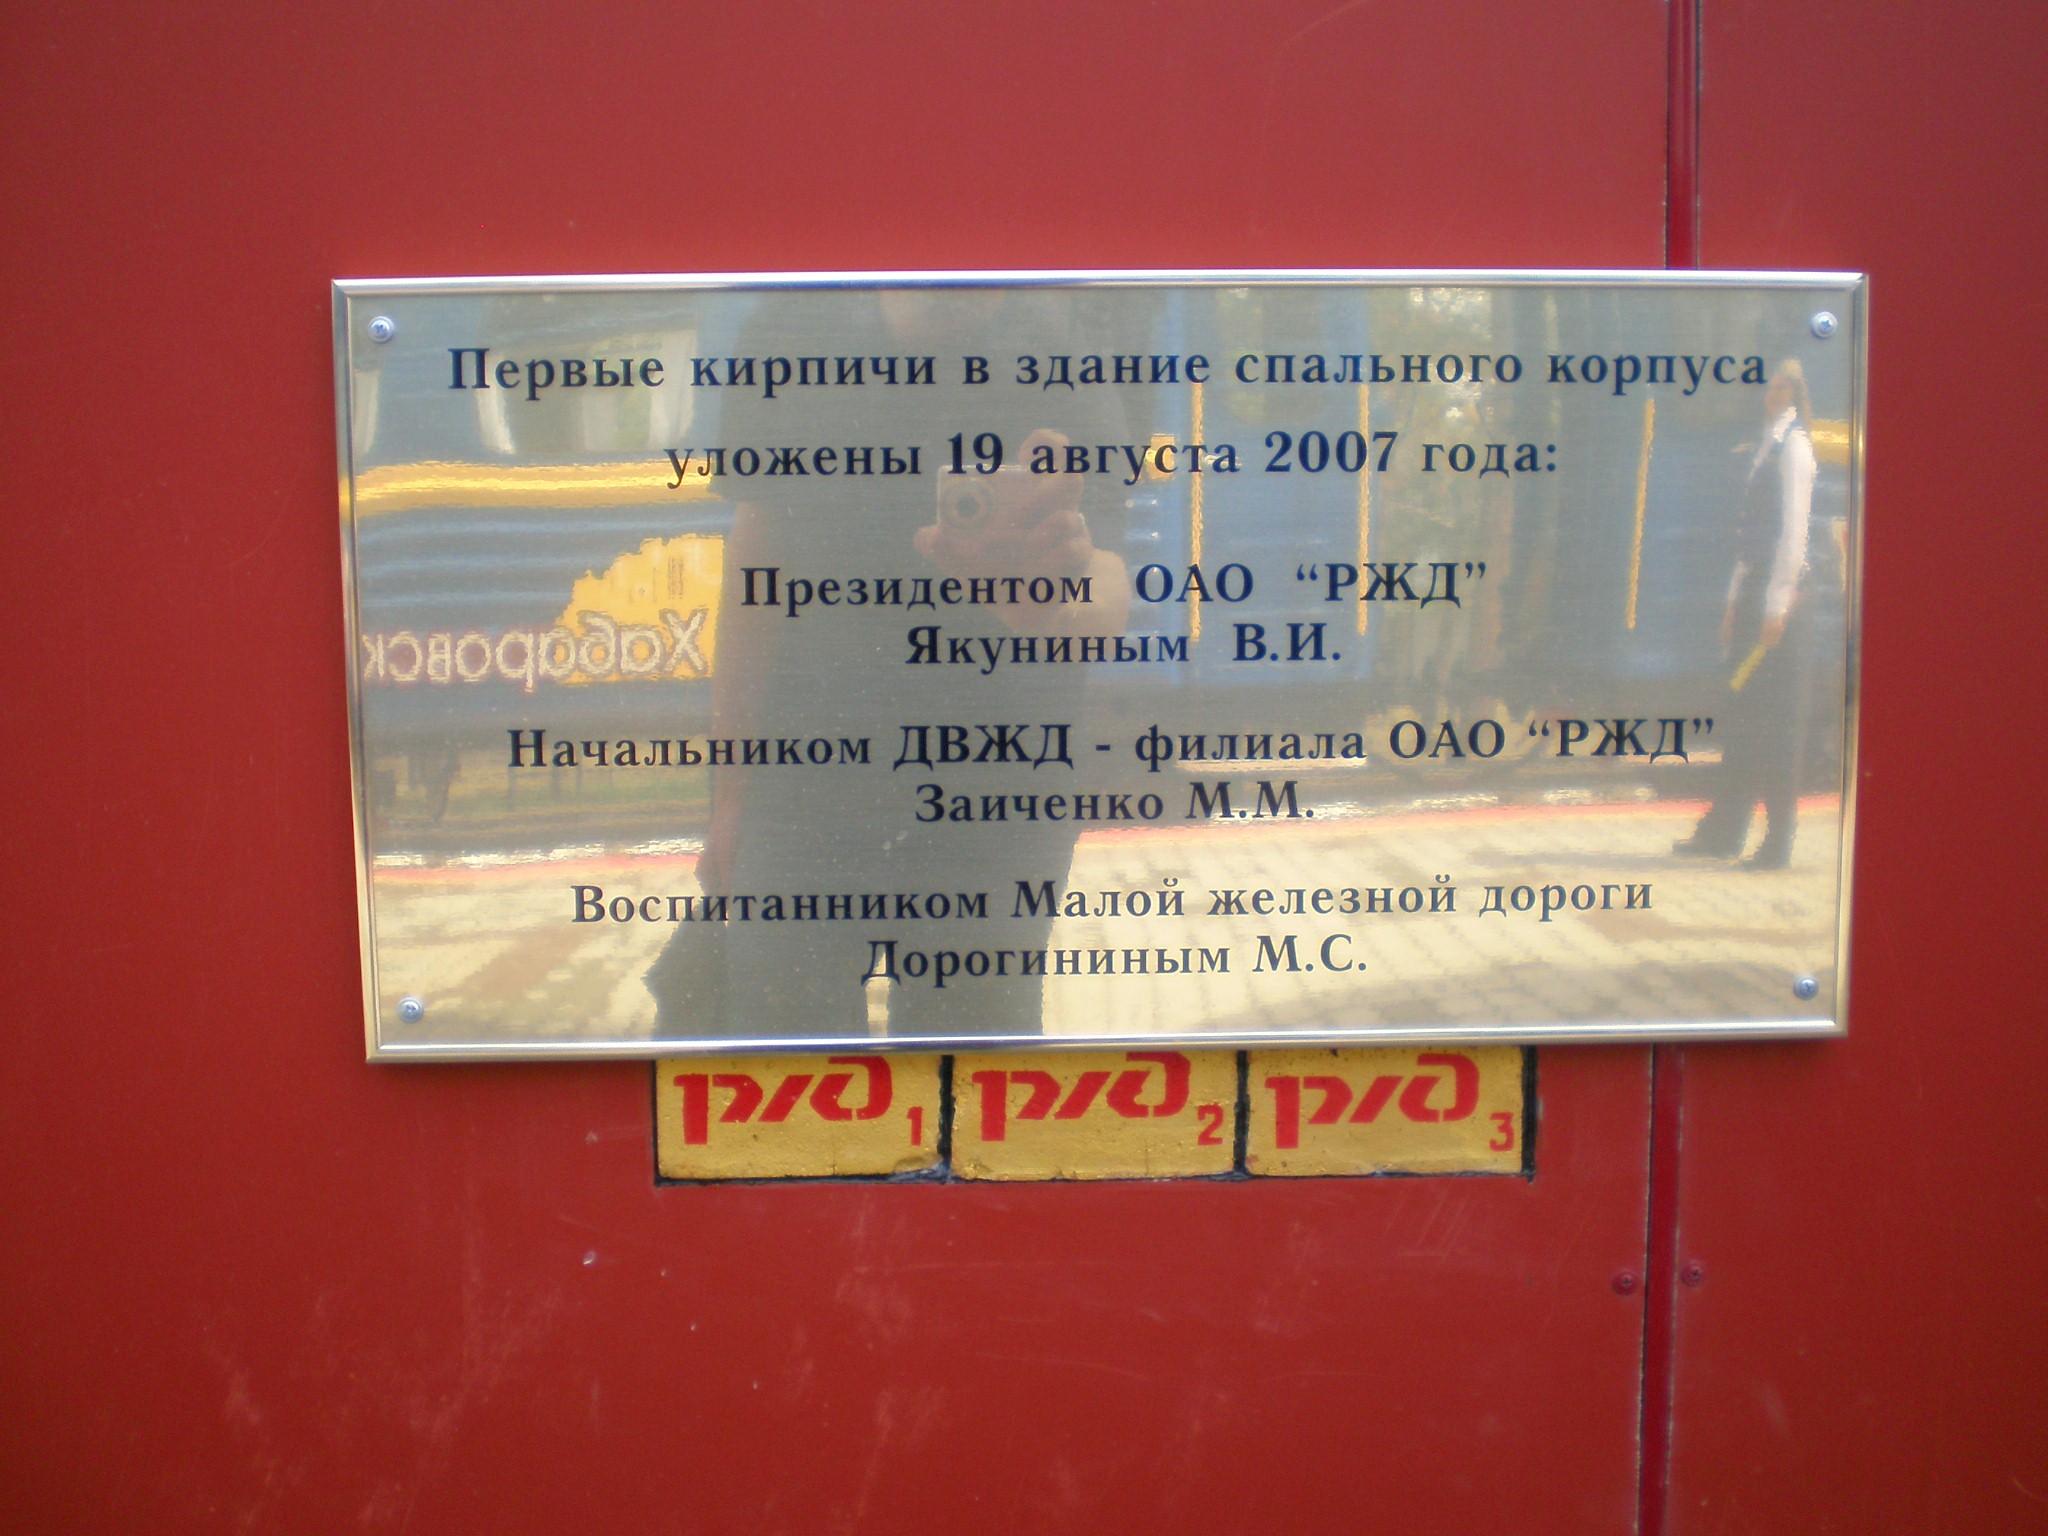 Первые кирпичи в здание спального корпуса
уложены 19 августа 2007 года:
Президентом ОАО “РЖД”
Якуниным В.И.
Начальником ДВЖД - филиала ОАО “РЖД”
Заиченко М.М.
Воспитанником Малой железной дороги
Дорогининым М.С.
Хабаровск
ржд 1 ржд 2 ржд 3